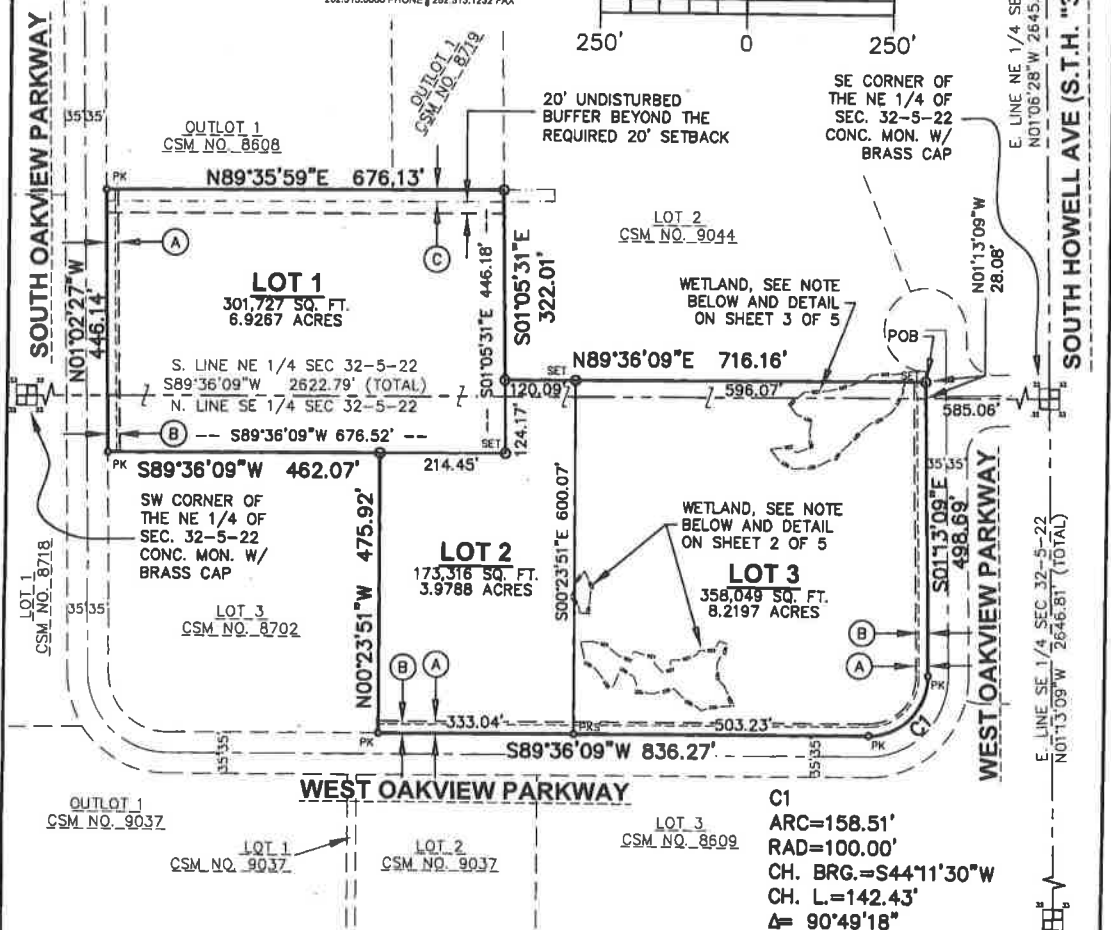 250'
0
250'
SOUTH OAKVIEW PARKWAY
35' 35'
OUTLOT 1
CSM NO. 8608
OUTLOT 1
CSM NO. 8719
20' UNDISTURBED
BUFFER BEYOND THE
REQUIRED 20' SETBACK
SE CORNER OF
THE NE 1/4 OF
SEC. 32-5-22
CONC. MON. W/
BRASS CAP
E. LINE NE 1/4 SE
N01°06'28"W 2645.
SOUTH HOWELL AVE (S.T.H. "3
PK
N89°35'59"E 676.13'
A
C
LOT 1
301,727 SQ. FT.
6.9267 ACRES
N01°02'27"W
446.14'
S01°05'31"E 446.18'
S01°05'31"E
322.01'
LOT 2
CSM NO. 9044
WETLAND, SEE NOTE
BELOW AND DETAIL
ON SHEET 3 OF 5
N01°13'09"W
28.08'
POB
S. LINE NE 1/4 SEC 32-5-22
S89°36'09"W 2622.79' (TOTAL)
N. LINE SE 1/4 SEC 32-5-22
SET
N89°36'09"E 716.16'
120.09'
596.07'
585.06'
B
S89°36'09"W 676.52'
124.17'
SET
PK
S89°36'09"W 462.07'
214.45'
SW CORNER OF
THE NE 1/4 OF
SEC. 32-5-22
CONC. MON. W/
BRASS CAP
LOT 1
CSM NO. 8718
35' 35'
LOT 3
CSM NO. 8702
N00°23'51"W 475.92'
LOT 2
173,316 SQ. FT.
3.9788 ACRES
S00°23'51"E 600.07'
WETLAND, SEE NOTE
BELOW AND DETAIL
ON SHEET 2 OF 5
LOT 3
358,049 SQ. FT.
8.2197 ACRES
35' 35'
S01°13'09"E
498.69'
WEST OAKVIEW PARKWAY
E. LINE SE 1/4 SEC 32-5-22
N01°13'09"W 2646.81' (TOTAL)
B
A
B
A
PK
333.04'
PKS
503.23'
PK
PK
C1
S89°36'09"W 836.27'
35' 35'
35' 35'
WEST OAKVIEW PARKWAY
OUTLOT 1
CSM NO. 9037
LOT 1
CSM NO. 9037
LOT 2
CSM NO. 9037
LOT 3
CSM NO. 8609
C1
ARC=158.51'
RAD=100.00'
CH. BRG.=S44°11'30"W
CH. L.=142.43'
Δ= 90°49'18"